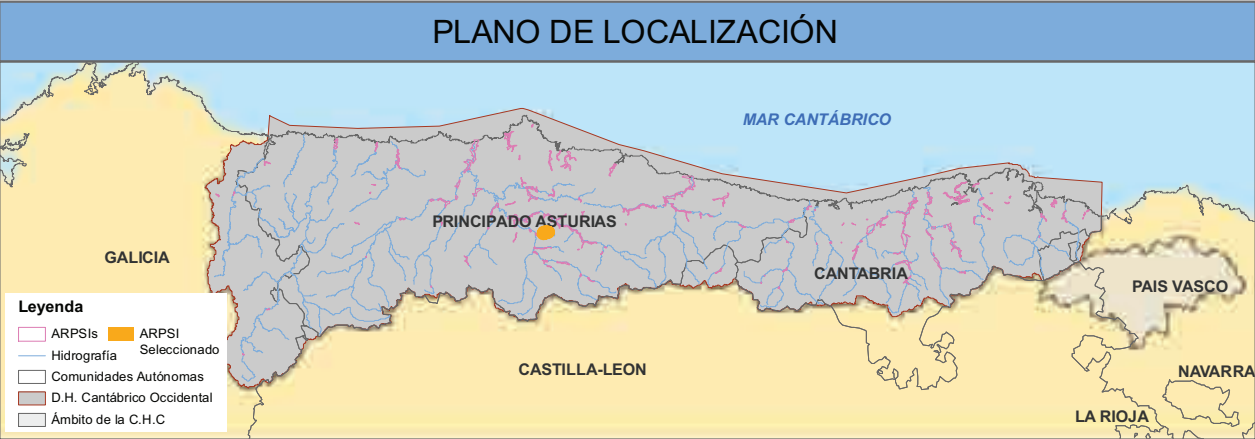 PLANO DE LOCALIZACIÓN
MAR CANTÁBRICO
PRINCIPADO ASTURIAS
GALICIA
CANTABRIA
PAIS VASCO
CASTILLA-LEON
NAVARRA
LA RIOJA
Leyenda
ARPSIs
ARPSI
Seleccionado
Hidrografía
Comunidades Autónomas
D.H. Cantábrico Occidental
Ámbito de la C.H.C